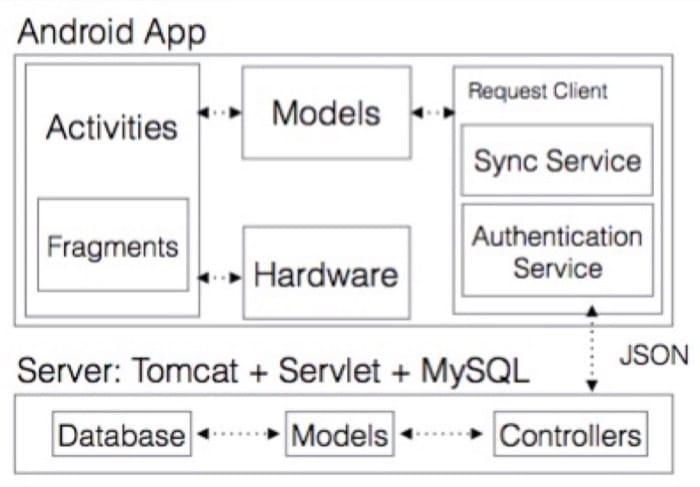 Android App
Activities
Fragments
Models
Hardware
Request Client
Sync Service
Authentication
Service
JSON
Server: Tomcat + Servlet + MySQL
Database
Models
Controllers